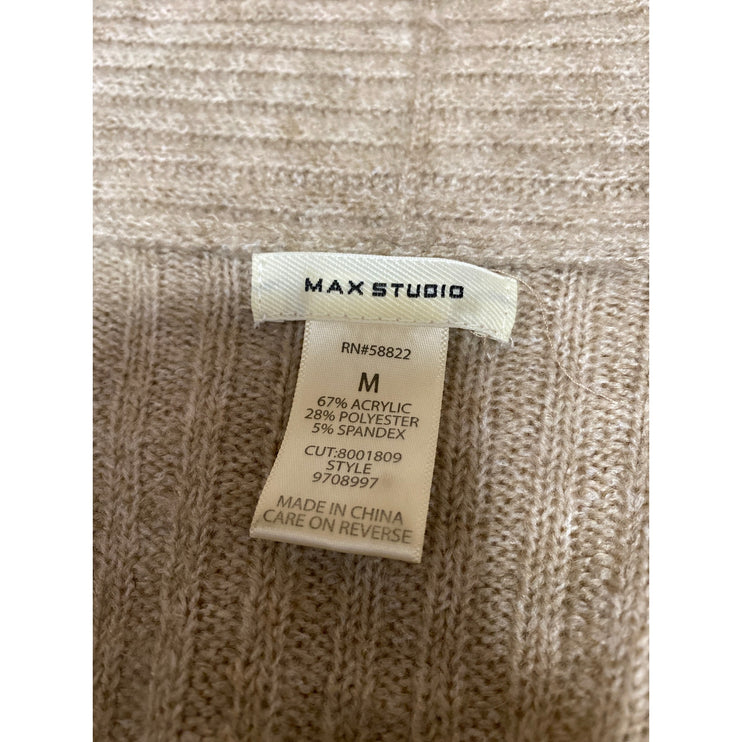 MAX STUDIO
RN#58822
M
67% ACRYLIC
28% POLYESTER
5% SPANDEX
CUT:8001809
STYLE
9708997
MADE IN CHINA
CARE ON REVERSE